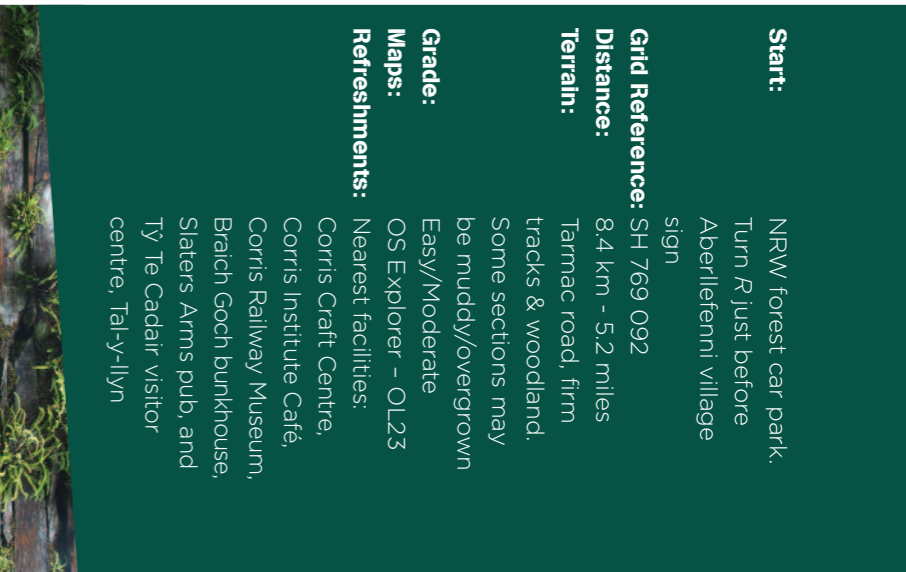 Start: NRW forest car park.
Turn R just before
Aberllefenni village
sign
Grid Reference: SH 769 092
Distance: 8.4 km - 5.2 miles
Terrain: Tarmac road, firm
tracks & woodland.
Some sections may
be muddy/overgrown
Grade: Easy/Moderate
Maps: OS Explorer – OL23
Refreshments: Nearest facilities:
Corris Craft Centre,
Corris Institute Café,
Corris Railway Museum,
Braich Goch bunkhouse,
Slaters Arms pub, and
Tŷ Te Cadair visitor
centre, Tal-y-llyn